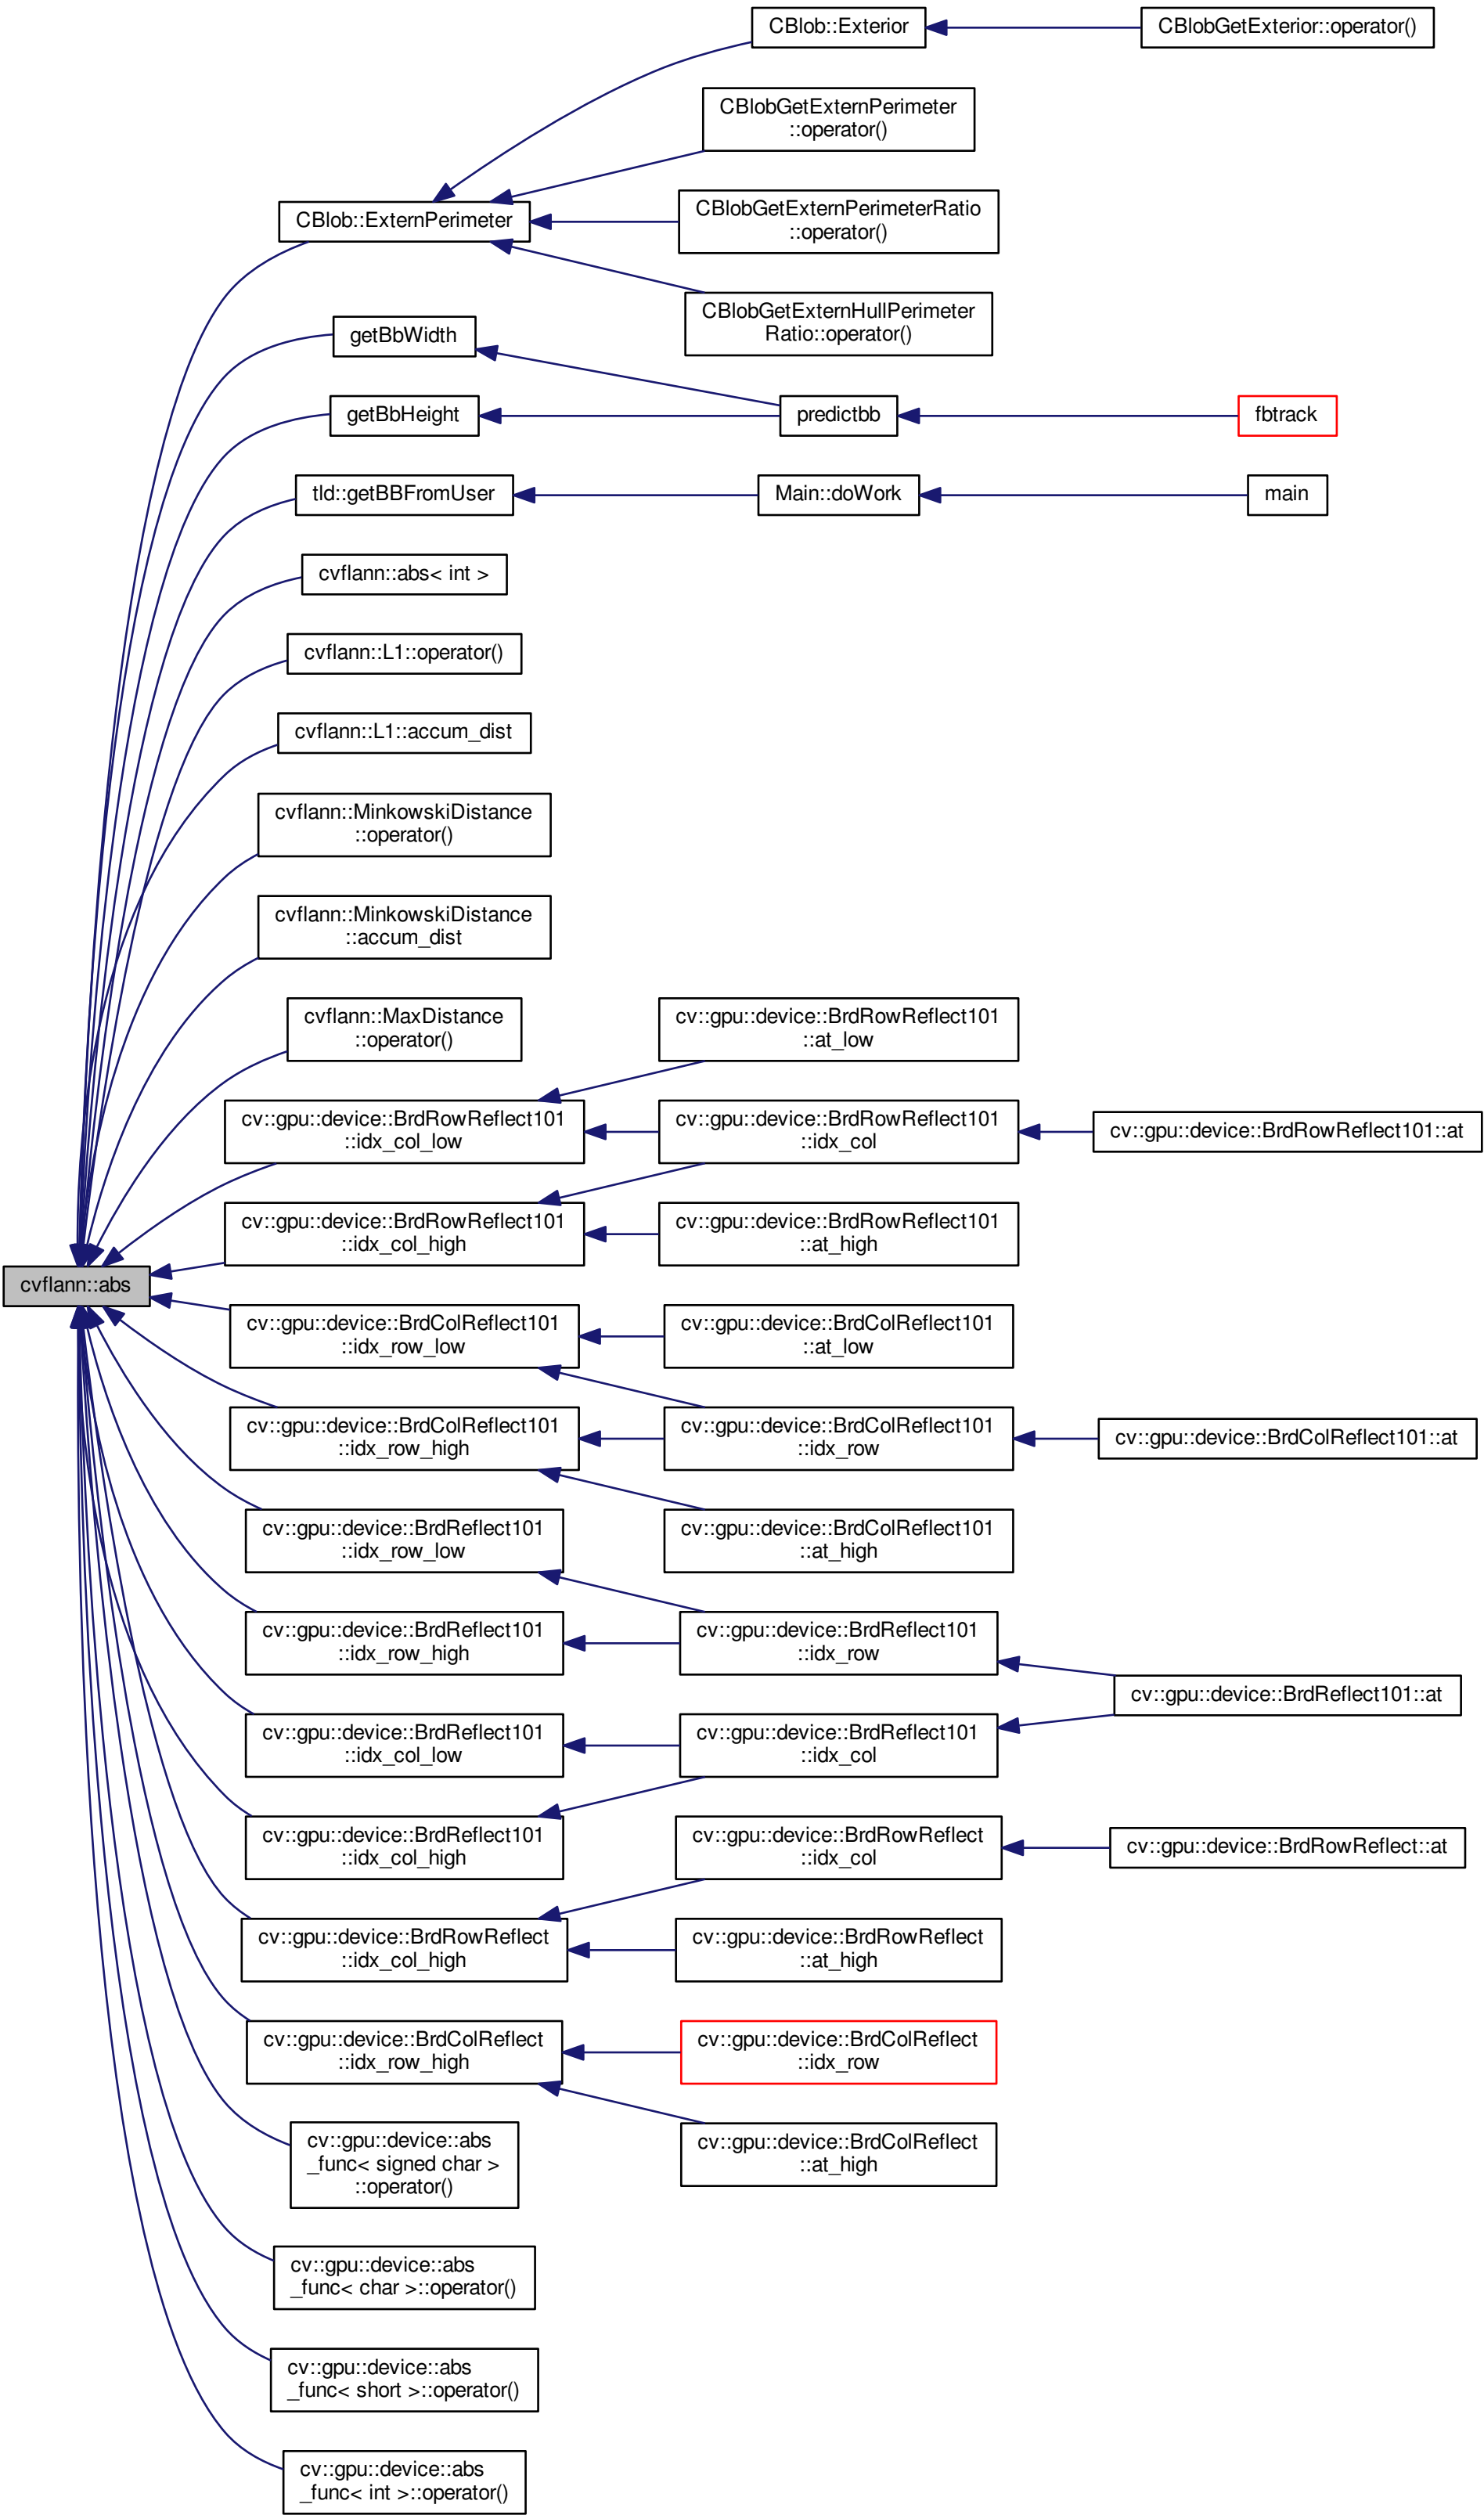 CBlob::Exterior
CBlobGetExterior::operator()
CBlobGetExternPerimeter
::operator()
CBlob::ExternPerimeter
CBlobGetExternPerimeterRatio
::operator()
CBlobGetExternHullPerimeter
Ratio::operator()
getBbWidth
getBbHeight
predictbb
fbtrack
tld::getBBFromUser
Main::doWork
main
cvflann::abs< int >
cvflann::L1::operator()
cvflann::L1::accum_dist
cvflann::MinkowskiDistance
::operator()
cvflann::MinkowskiDistance
::accum_dist
cvflann::MaxDistance
::operator()
cv::gpu::device::BrdRowReflect101
::at_low
cv::gpu::device::BrdRowReflect101
::idx_col_low
cv::gpu::device::BrdRowReflect101
::idx_col
cv::gpu::device::BrdRowReflect101::at
cv::gpu::device::BrdRowReflect101
::idx_col_high
cv::gpu::device::BrdRowReflect101
::at_high
cvflann::abs
cv::gpu::device::BrdColReflect101
::idx_row_low
cv::gpu::device::BrdColReflect101
::at_low
cv::gpu::device::BrdColReflect101
::idx_row_high
cv::gpu::device::BrdColReflect101
::idx_row
cv::gpu::device::BrdColReflect101::at
cv::gpu::device::BrdReflect101
::idx_row_low
cv::gpu::device::BrdColReflect101
::at_high
cv::gpu::device::BrdReflect101
::idx_row_high
cv::gpu::device::BrdReflect101
::idx_row
cv::gpu::device::BrdReflect101::at
cv::gpu::device::BrdReflect101
::idx_col_low
cv::gpu::device::BrdReflect101
::idx_col
cv::gpu::device::BrdReflect101
::idx_col_high
cv::gpu::device::BrdRowReflect
::idx_col
cv::gpu::device::BrdRowReflect::at
cv::gpu::device::BrdRowReflect
::idx_col_high
cv::gpu::device::BrdRowReflect
::at_high
cv::gpu::device::BrdColReflect
::idx_row_high
cv::gpu::device::BrdColReflect
::idx_row
cv::gpu::device::BrdColReflect
::at_high
cv::gpu::device::abs
_func< signed char >
::operator()
cv::gpu::device::abs
_func< char >::operator()
cv::gpu::device::abs
_func< short >::operator()
cv::gpu::device::abs
_func< int >::operator()